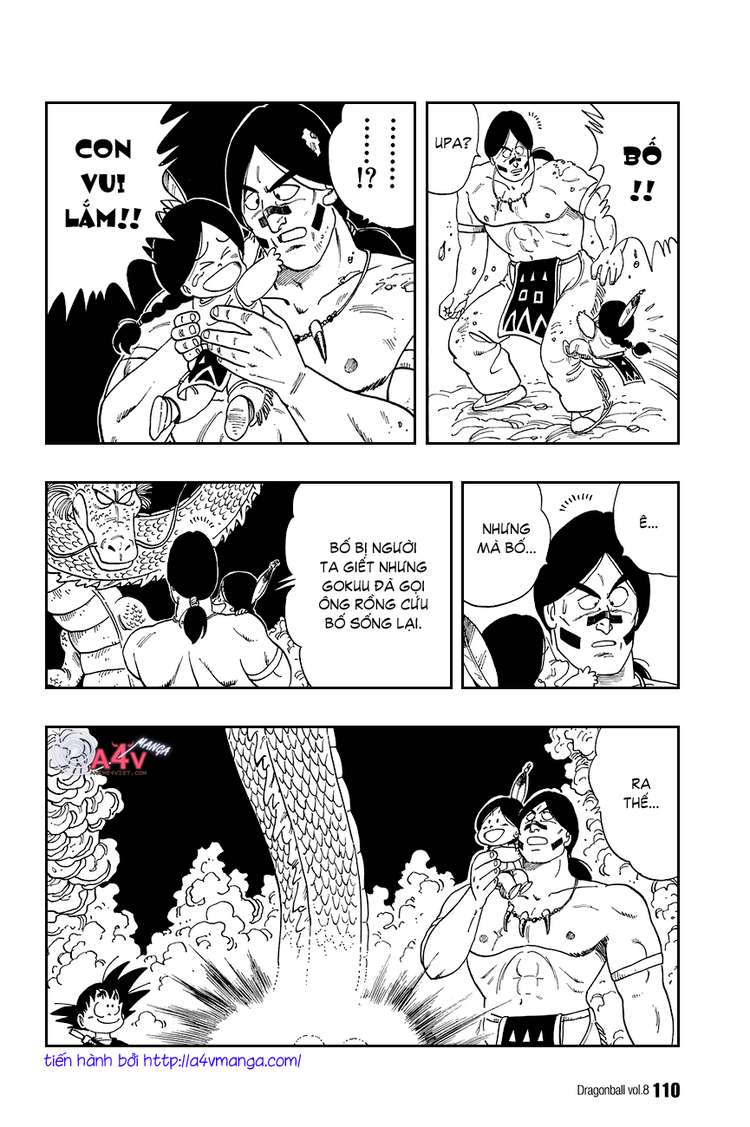 BỐ
!!
UPA?
⋮
!?
CON
VUI
LẮM!!
Ê...
NHƯNG
MÀ BỐ...
BỐ BỊ NGƯỜI
TA GIẾT NHƯNG
GOKUU ĐÃ GỌI
ÔNG RỒNG CỨU
BỐ SỐNG LẠI.
A4V MANGA
RA
THẾ...
tiến hành bởi http://a4vmanga.com/
Dragonball vol.8 110